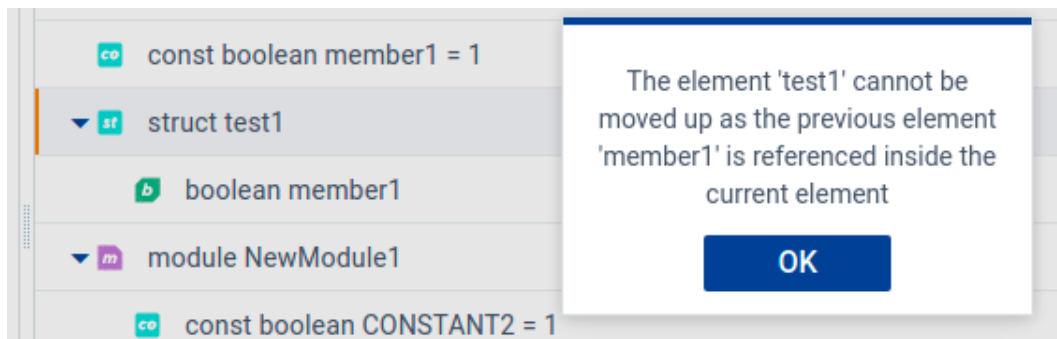 co const boolean member1 = 1
st struct test1
b boolean member1
m module NewModule1
co const boolean CONSTANT2 = 1
The element 'test1' cannot be
moved up as the previous element
'member1' is referenced inside the
current element
OK